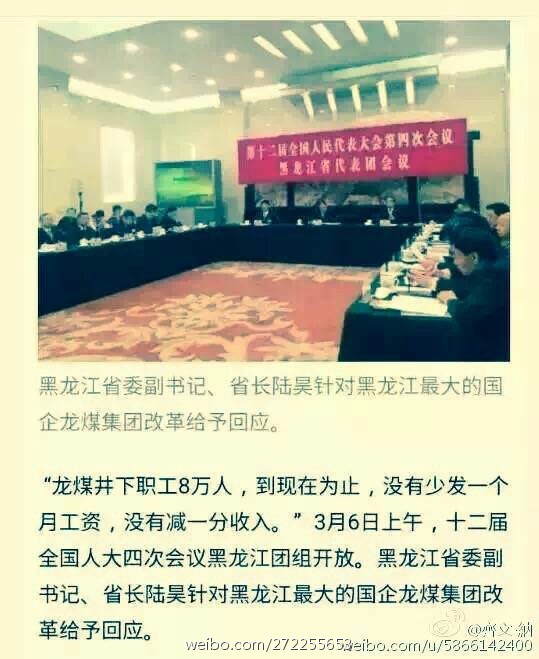 第十二届全国人民代表大会第四次会议
黑龙江省代表团会议
黑龙江省委副书记、省长陆昊针对黑龙江最大的国
企龙煤集团改革给予回应。
“龙煤井下职工8万人，到现在为止，没有少发一个
月工资，没有减一分收入。”3月6日上午，十二届
全国人大四次会议黑龙江团组开放。黑龙江省委副
书记、省长陆昊针对黑龙江最大的国企龙煤集团改
革给予回应。
weibo.com/272255653
weibo.com/u/5866142400